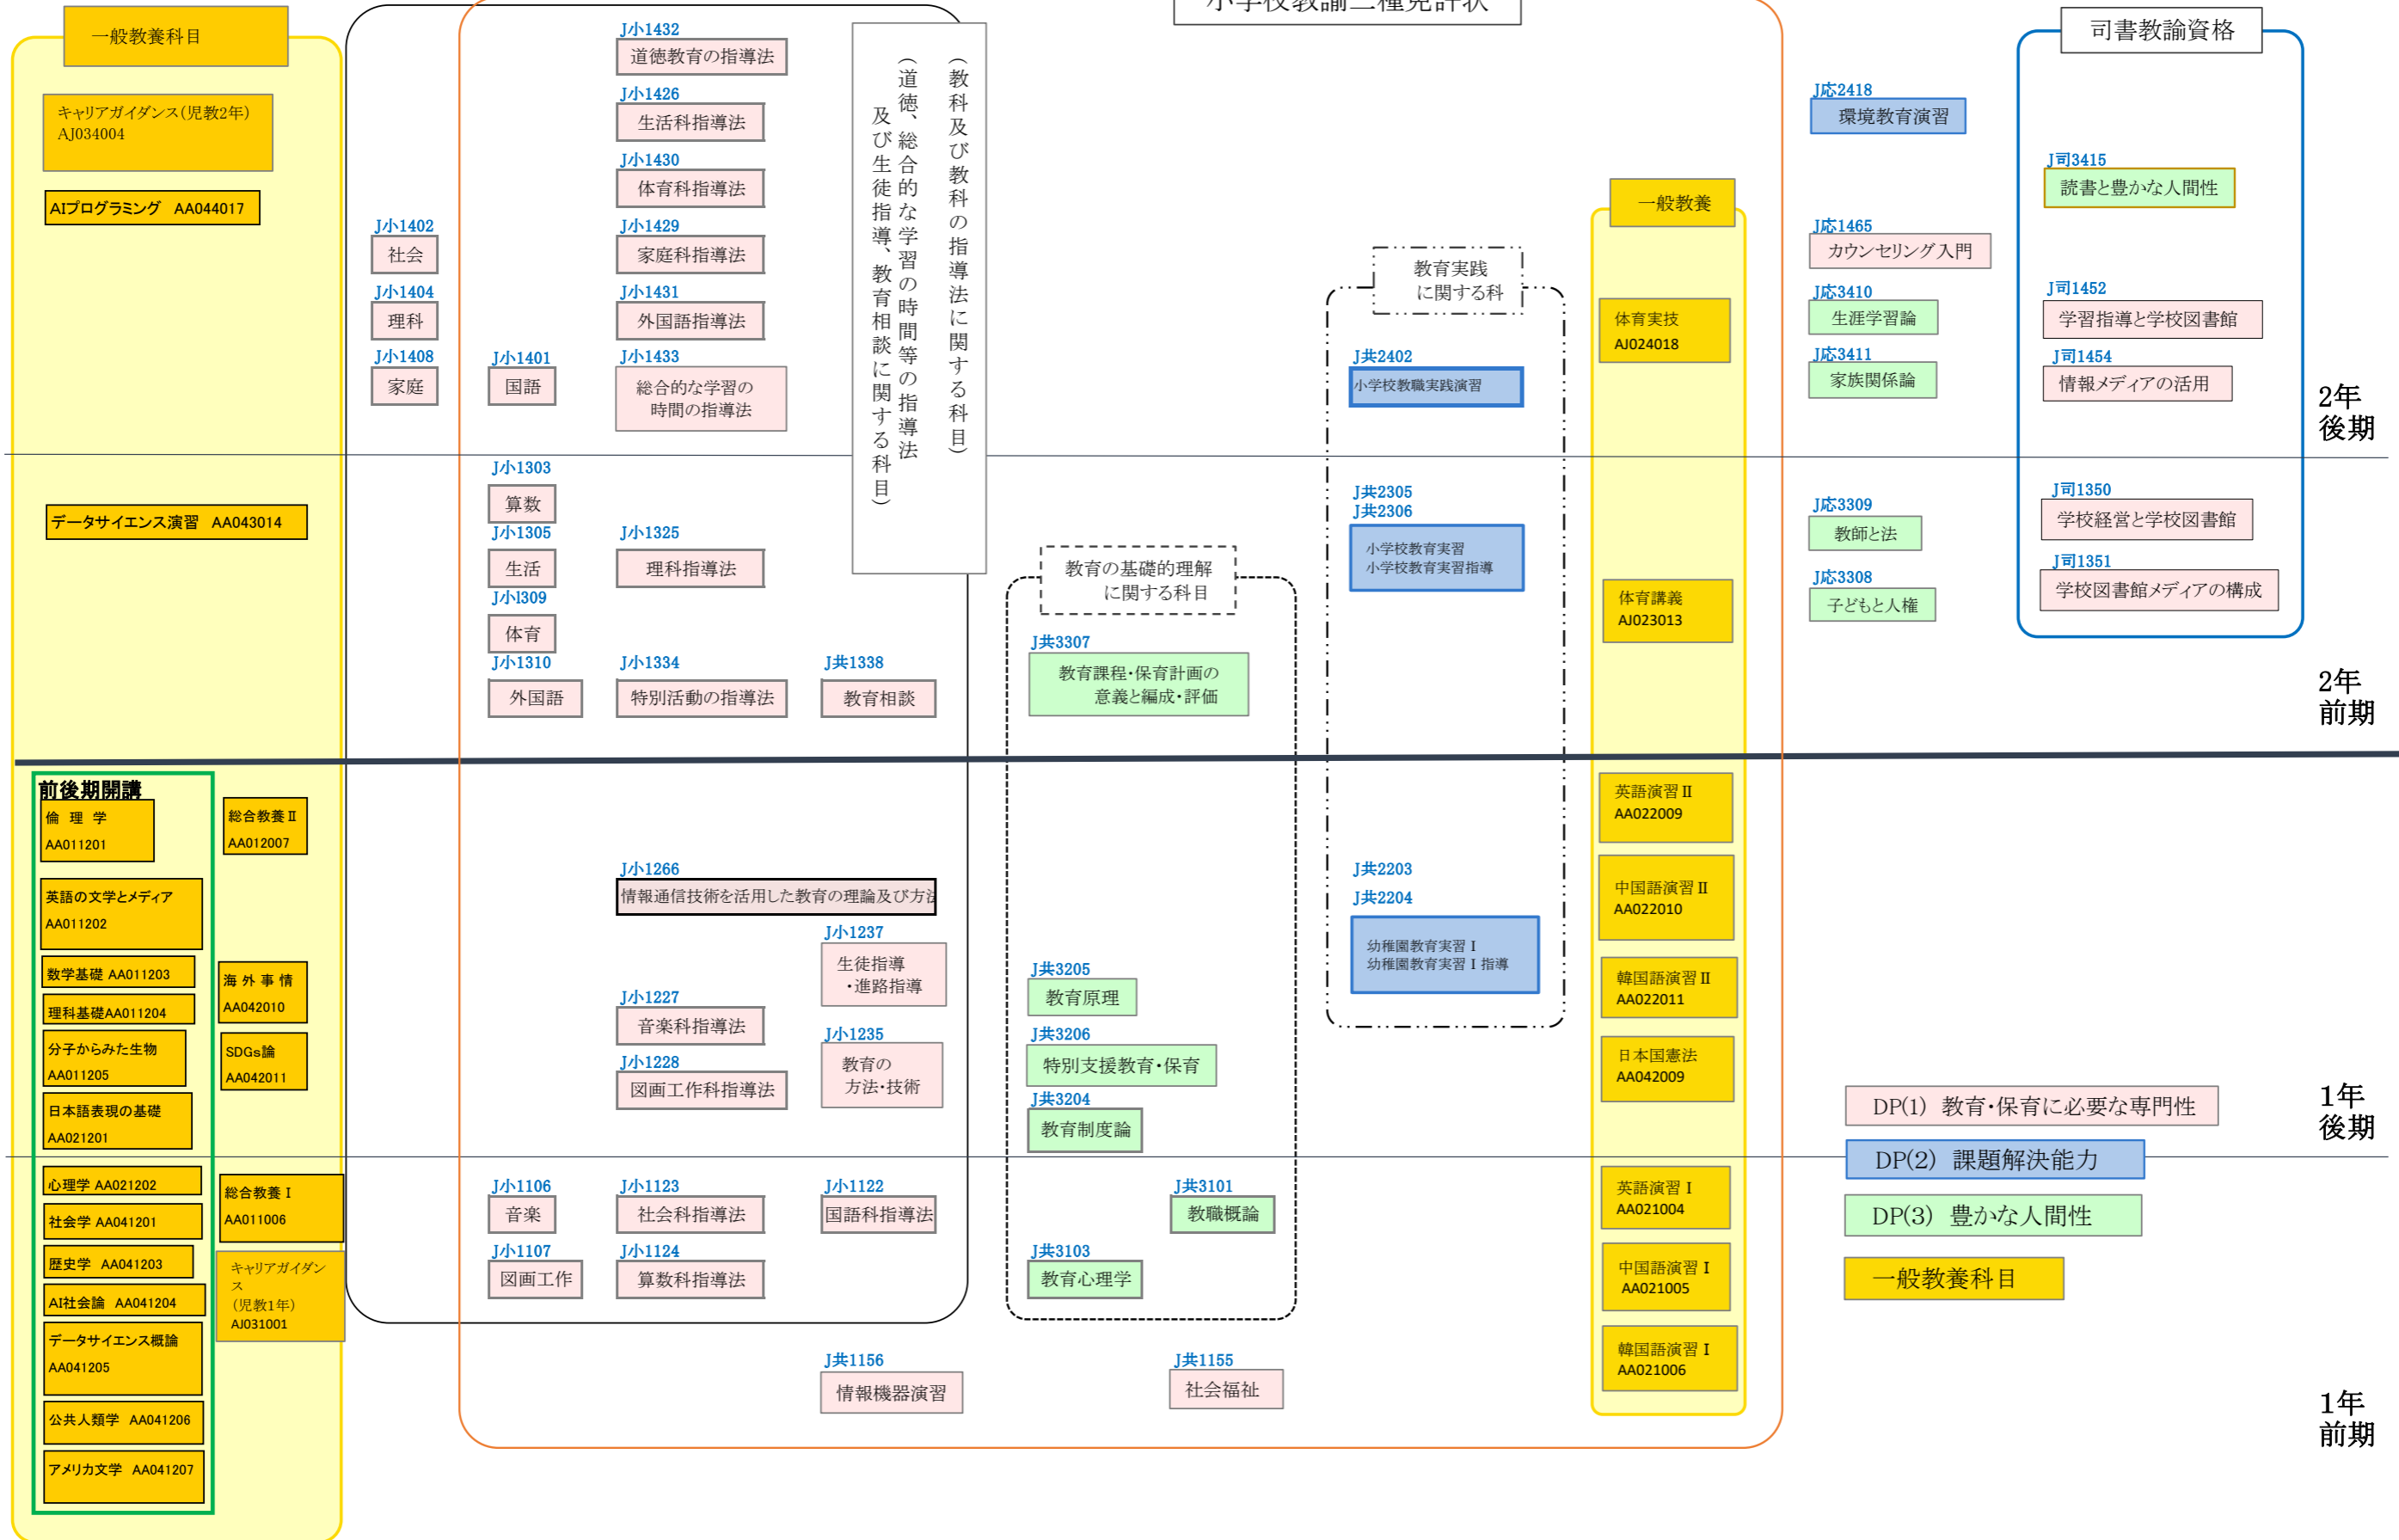 一般教養科目
キャリアガイダンス(児教2年)
AJ034004
AIプログラミング AA044017
データサイエンス演習 AA043014
前後期開講
倫 理 学
AA011201
英語の文学とメディア
AA011202
数学基礎 AA011203
理科基礎AA011204
分子からみた生物
AA011205
日本語表現の基礎
AA021201
心理学 AA021202
社会学 AA041201
歴史学 AA041203
AI社会論 AA041204
データサイエンス概論
AA041205
公共人類学 AA041206
アメリカ文学 AA041207
総合教養Ⅱ
AA012007
海 外 事 情
AA042010
SDGs論
AA042011
総合教養Ⅰ
AA011006
キャリアガイダン
ス
(児教1年)
AJ031001
J小1402
社会
J小1404
理科
J小1408
家庭
J小1401
国語
J小1303
算数
J小1305
生活
J小l309
体育
J小1310
外国語
J小1106
音楽
J小1107
図画工作
J小1432
道徳教育の指導法
J小1426
生活科指導法
J小1430
体育科指導法
J小1429
家庭科指導法
J小1431
外国語指導法
J小1433
総合的な学習の
時間の指導法
J小1325
理科指導法
J小1334
特別活動の指導法
J小1266
情報通信技術を活用した教育の理論及び方法
J小1227
音楽科指導法
J小1228
図画工作科指導法
J小1123
社会科指導法
J小1124
算数科指導法
(教科及び教科の指導法に関する科目)
(道徳、総合的な学習の時間等の指導法
及び生徒指導、教育相談に関する科目)
J共1338
教育相談
J小1237
生徒指導
・進路指導
J小1235
教育の
方法・技術
J小1122
国語科指導法
J共1156
情報機器演習
小学校教諭二種免許状
教育の基礎的理解
に関する科目
J共3307
教育課程・保育計画の
意義と編成・評価
J共3205
教育原理
J共3206
特別支援教育・保育
J共3204
教育制度論
J共3101
教職概論
J共3103
教育心理学
J共1155
社会福祉
教育実践
に関する科
J共2402
小学校教職実践演習
J共2305
J共2306
小学校教育実習
小学校教育実習指導
J共2203
J共2204
幼稚園教育実習Ⅰ
幼稚園教育実習Ⅰ指導
一般教養
体育実技
AJ024018
体育講義
AJ023013
英語演習Ⅱ
AA022009
中国語演習Ⅱ
AA022010
韓国語演習Ⅱ
AA022011
日本国憲法
AA042009
英語演習Ⅰ
AA021004
中国語演習Ⅰ
AA021005
韓国語演習Ⅰ
AA021006
J応2418
環境教育演習
J応1465
カウンセリング入門
J応3410
生涯学習論
J応3411
家族関係論
J応3309
教師と法
J応3308
子どもと人権
司書教諭資格
J司3415
読書と豊かな人間性
J司1452
学習指導と学校図書館
J司1454
情報メディアの活用
J司1350
学校経営と学校図書館
J司1351
学校図書館メディアの構成
DP(1) 教育・保育に必要な専門性
DP(2) 課題解決能力
DP(3) 豊かな人間性
一般教養科目
2年
後期
2年
前期
1年
後期
1年
前期